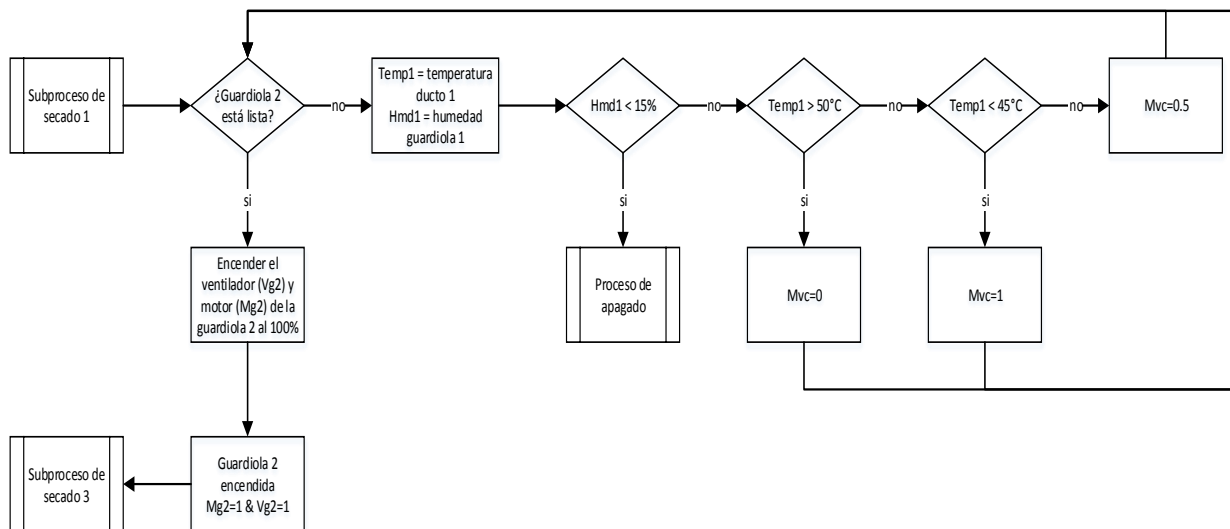 Subproceso de
secado 1
¿Guardiola 2
está lista?
no
Temp1 = temperatura
ducto 1
Hmd1 = humedad
guardiola 1
Hmd1 < 15%
no
Temp1 > 50°C
no
Temp1 < 45°C
no
Mvc=0.5
si
si
si
si
Encender el
ventilador (Vg2) y
motor (Mg2) de la
guardiola 2 al 100%
Proceso de
apagado
Mvc=0
Mvc=1
Subproceso de
secado 3
Guardiola 2
encendida
Mg2=1 & Vg2=1